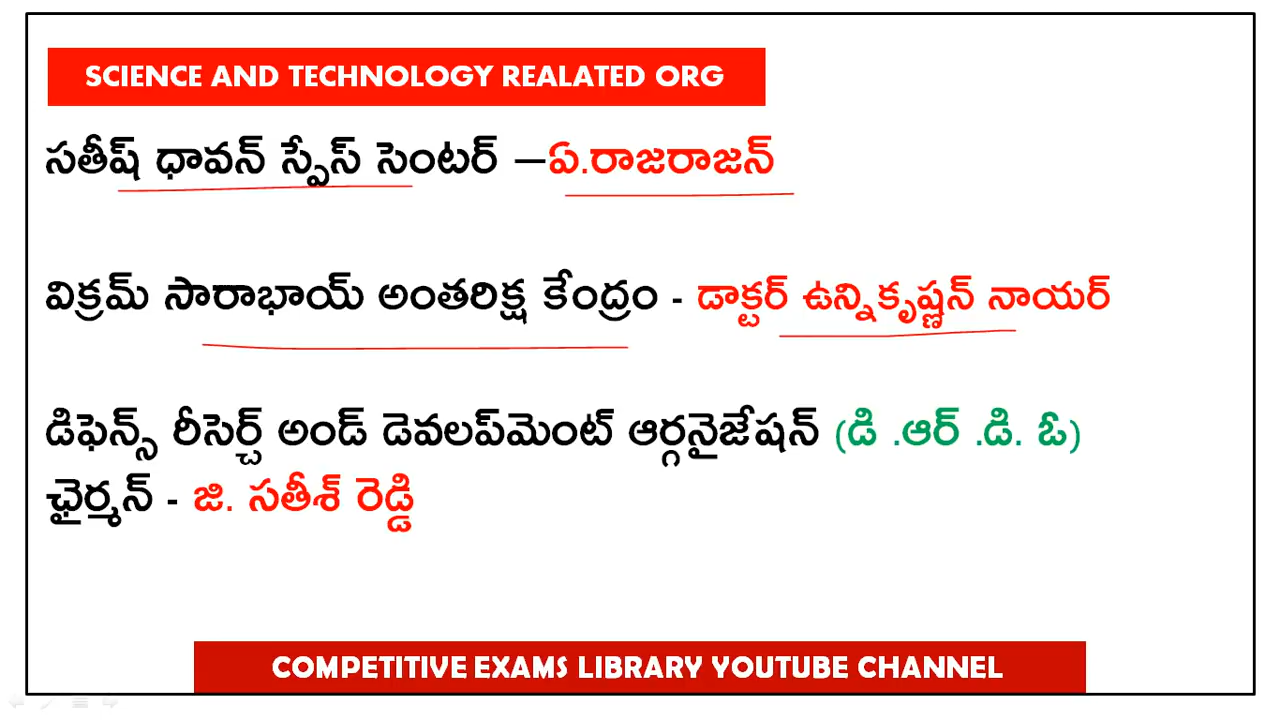 SCIENCE AND TECHNOLOGY REALATED ORG
సతీష్ ధావన్ స్పేస్ సెంటర్ –ఏ.రాజరాజన్
విక్రమ్ సారాభాయ్ అంతరిక్ష కేంద్రం - డాక్టర్ ఉన్నికృష్ణన్ నాయర్
డిఫెన్స్ రీసెర్చ్ అండ్ డెవలప్‌మెంట్ ఆర్గనైజేషన్ (డి .ఆర్ .డి. ఓ)
ఛైర్మన్ - జి. సతీశ్ రెడ్డి
COMPETITIVE EXAMS LIBRARY YOUTUBE CHANNEL